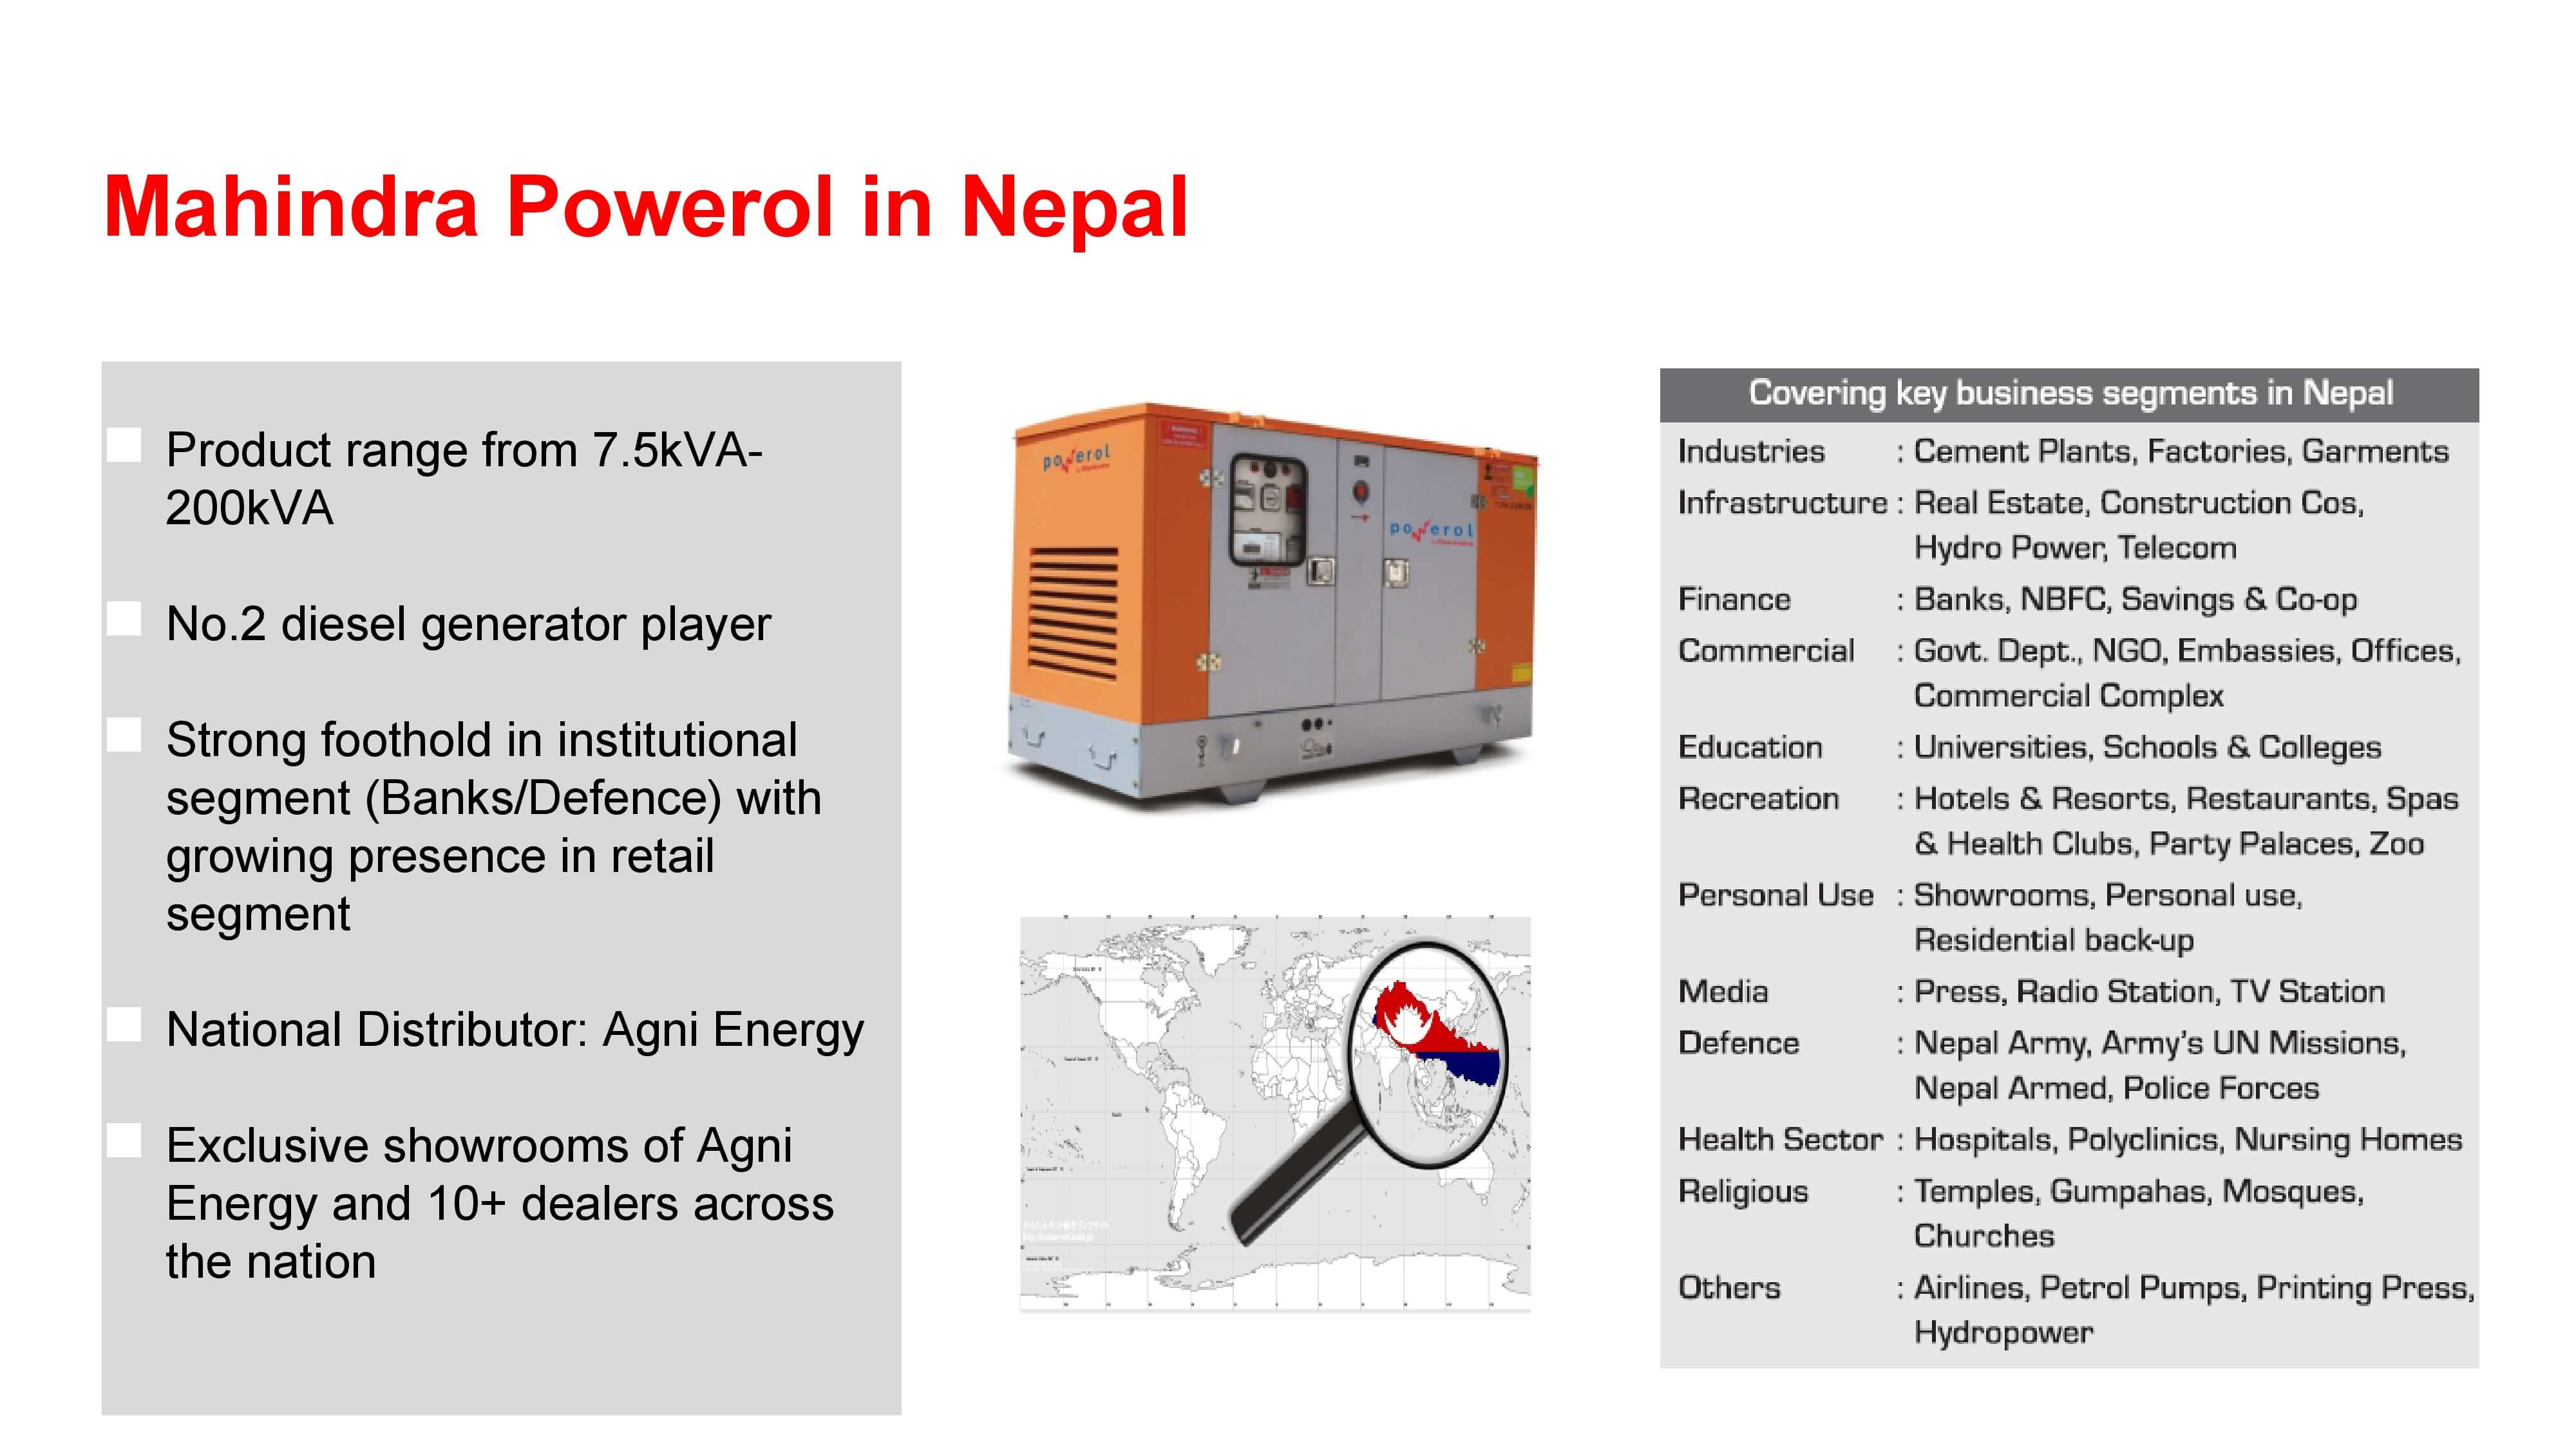 Mahindra Powerol in Nepal
Product range from 7.5kVA-
200kVA
No.2 diesel generator player
Strong foothold in institutional
segment (Banks/Defence) with
growing presence in retail
segment
National Distributor: Agni Energy
Exclusive showrooms of Agni
Energy and 10+ dealers across
the nation
powerol
powerol
Covering key business segments in Nepal
Industries : Cement Plants, Factories, Garments
Infrastructure : Real Estate, Construction Cos,
Hydro Power, Telecom
Finance : Banks, NBFC, Savings & Co-op
Commercial : Govt. Dept., NGO, Embassies, Offices,
Commercial Complex
Education : Universities, Schools & Colleges
Recreation : Hotels & Resorts, Restaurants, Spas
& Health Clubs, Party Palaces, Zoo
Personal Use : Showrooms, Personal use,
Residential back-up
Media : Press, Radio Station, TV Station
Defence : Nepal Army, Army's UN Missions,
Nepal Armed, Police Forces
Health Sector : Hospitals, Polyclinics, Nursing Homes
Religious : Temples, Gumpahas, Mosques,
Churches
Others : Airlines, Petrol Pumps, Printing Press,
Hydropower